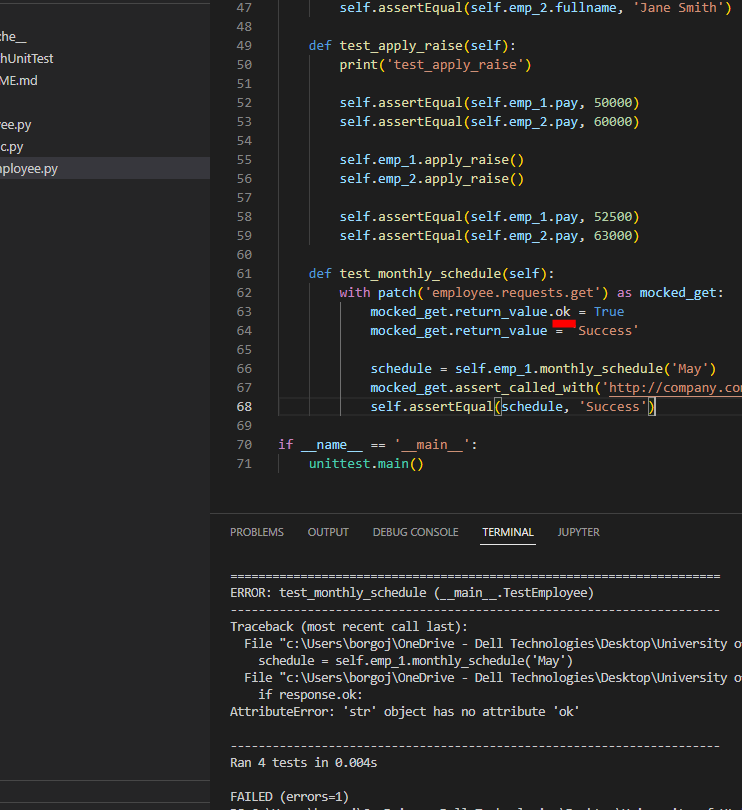 che__
hUnitTest
ME.md
ee.py
c.py
mployee.py
47 self.assertEqual(self.emp_2.fullname, 'Jane Smith')
48
49 def test_apply_raise(self):
50 print('test_apply_raise')
51
52 self.assertEqual(self.emp_1.pay, 50000)
53 self.assertEqual(self.emp_2.pay, 60000)
54
55 self.emp_1.apply_raise()
56 self.emp_2.apply_raise()
57
58 self.assertEqual(self.emp_1.pay, 52500)
59 self.assertEqual(self.emp_2.pay, 63000)
60
61 def test_monthly_schedule(self):
62 with patch('employee.requests.get') as mocked_get:
63 mocked_get.return_value.ok = True
64 mocked_get.return_value = 'Success'
65
66 schedule = self.emp_1.monthly_schedule('May')
67 mocked_get.assert_called_with('http://company.co
68 self.assertEqual(schedule, 'Success')
69
70 if __name__ == '__main__':
71 unittest.main()
PROBLEMS OUTPUT DEBUG CONSOLE TERMINAL JUPYTER
======================================================================
ERROR: test_monthly_schedule (__main__.TestEmployee)
----------------------------------------------------------------------
Traceback (most recent call last):
File "c:\Users\borgoj\OneDrive - Dell Technologies\Desktop\University o
schedule = self.emp_1.monthly_schedule('May')
File "c:\Users\borgoj\OneDrive - Dell Technologies\Desktop\University o
if response.ok:
AttributeError: 'str' object has no attribute 'ok'
----------------------------------------------------------------------
Ran 4 tests in 0.004s
FAILED (errors=1)